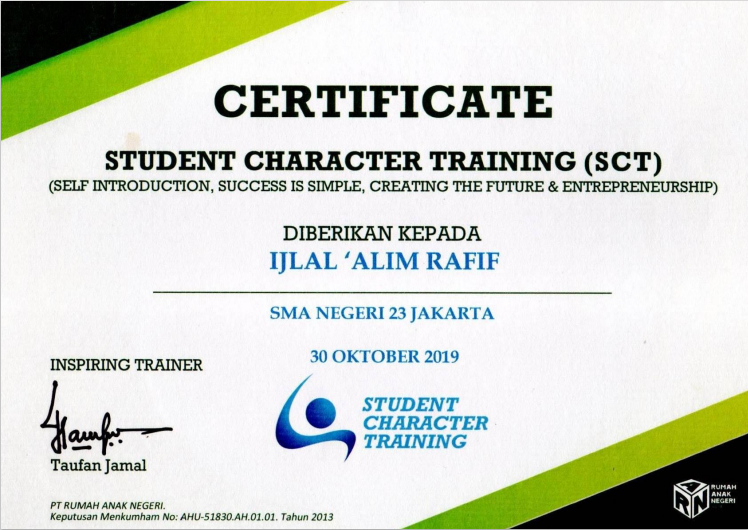 CERTIFICATE
STUDENT CHARACTER TRAINING (SCT)
(SELF INTRODUCTION, SUCCESS IS SIMPLE, CREATING THE FUTURE & ENTREPRENEURSHIP)
DIBERIKAN KEPADA
IJLAL ‘ALIM RAFIF
SMA NEGERI 23 JAKARTA
30 OKTOBER 2019
INSPIRING TRAINER
STUDENT
CHARACTER
TRAINING
Taufan Jamal
PT RUMAH ANAK NEGERI.
Keputusan Menkumham No: AHU-51830.AH.01.01. Tahun 2013
RAN
RUMAH
ANAK
NEGERI